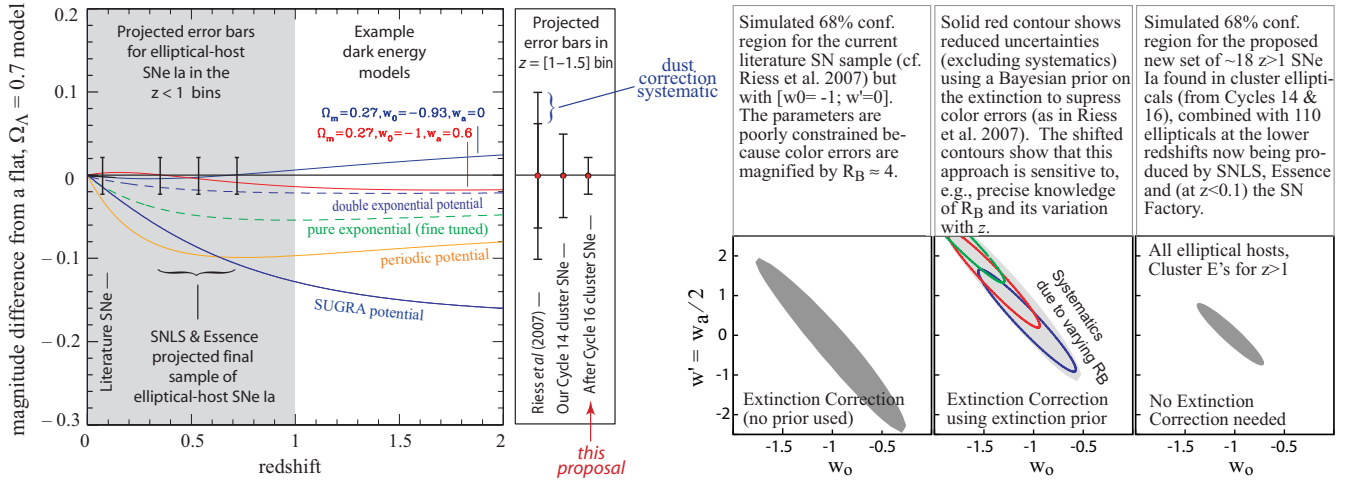 magnitude difference from a flat, Ω_Λ = 0.7 model
0.2
0.1
0
− 0.1
− 0.2
− 0.3
0
0.5
1
1.5
2
redshift
Projected error bars
for elliptical-host
SNe Ia in the
z < 1 bins
Example
dark energy
models
Ω_m=0.27,w_0=−0.93,w_a=0
Ω_m=0.27,w_0=−1,w_a=0.6
double exponential potential
pure exponential (fine tuned)
periodic potential
SUGRA potential
Literature SNe —
SNLS & Essence
projected final
sample of
elliptical-host SNe Ia
Projected
error bars in
z = [1–1.5] bin
dust correction
systematic
Riess et al (2007) —
Our Cycle 14 cluster SNe —
After Cycle 16 cluster SNe —
this
proposal
Simulated 68% conf.
region for the current
literature SN sample (cf.
Riess et al. 2007) but
with [w0= -1; w'=0].
The parameters are
poorly constrained be-
cause color errors are
magnified by R_B ≈ 4.
Solid red contour shows
reduced uncertainties
(excluding systematics)
using a Bayesian prior on
the extinction to supress
color errors (as in Riess
et al. 2007). The shifted
contours show that this
approach is sensitive to,
e.g., precise knowledge
of R_B and its variation
with z.
Simulated 68% conf.
region for the proposed
new set of ~18 z>1 SNe
Ia found in cluster ellipti-
cals (from Cycles 14 &
16), combined with 110
ellipticals at the lower
redshifts now being pro-
duced by SNLS, Essence
and (at z<0.1) the SN
Factory.
w' = w_a/2
2
1
0
-1
-2
Extinction Correction
(no prior used)
-1.5
-1
-0.5
w_o
Systematics
due to varying RB
Extinction Correction
using extinction prior
-1.5
-1
-0.5
w_o
All elliptical hosts,
Cluster E's for z>1
No Extinction
Correction needed
-1.5
-1
-0.5
w_o